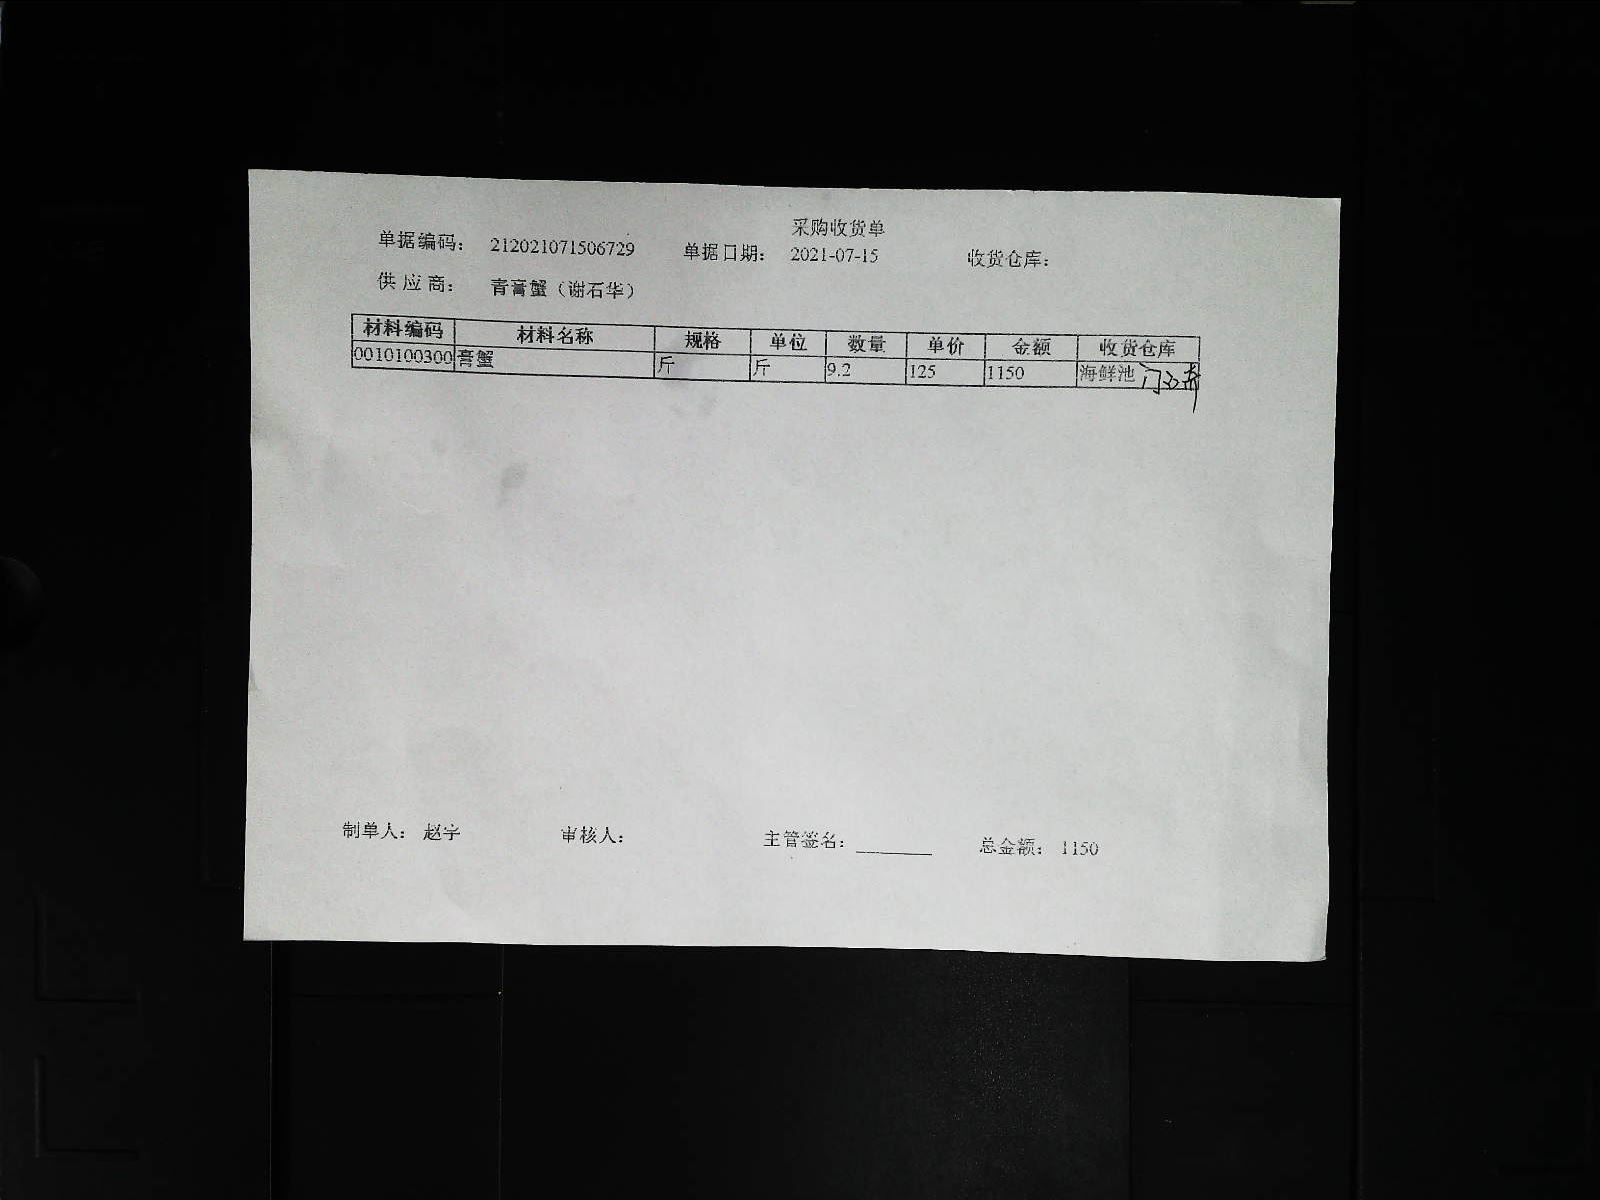 采购收货单
单据编码： 212021071506729 单据日期： 2021-07-15 收货仓库：
供应商： 青膏蟹（谢石华）
材料编码 材料名称 规格 单位 数量 单价 金额 收货仓库
0010100300 膏蟹 斤 斤 9.2 125 1150 海鲜池
制单人： 赵宇 审核人： 主管签名： 总金额： 1150